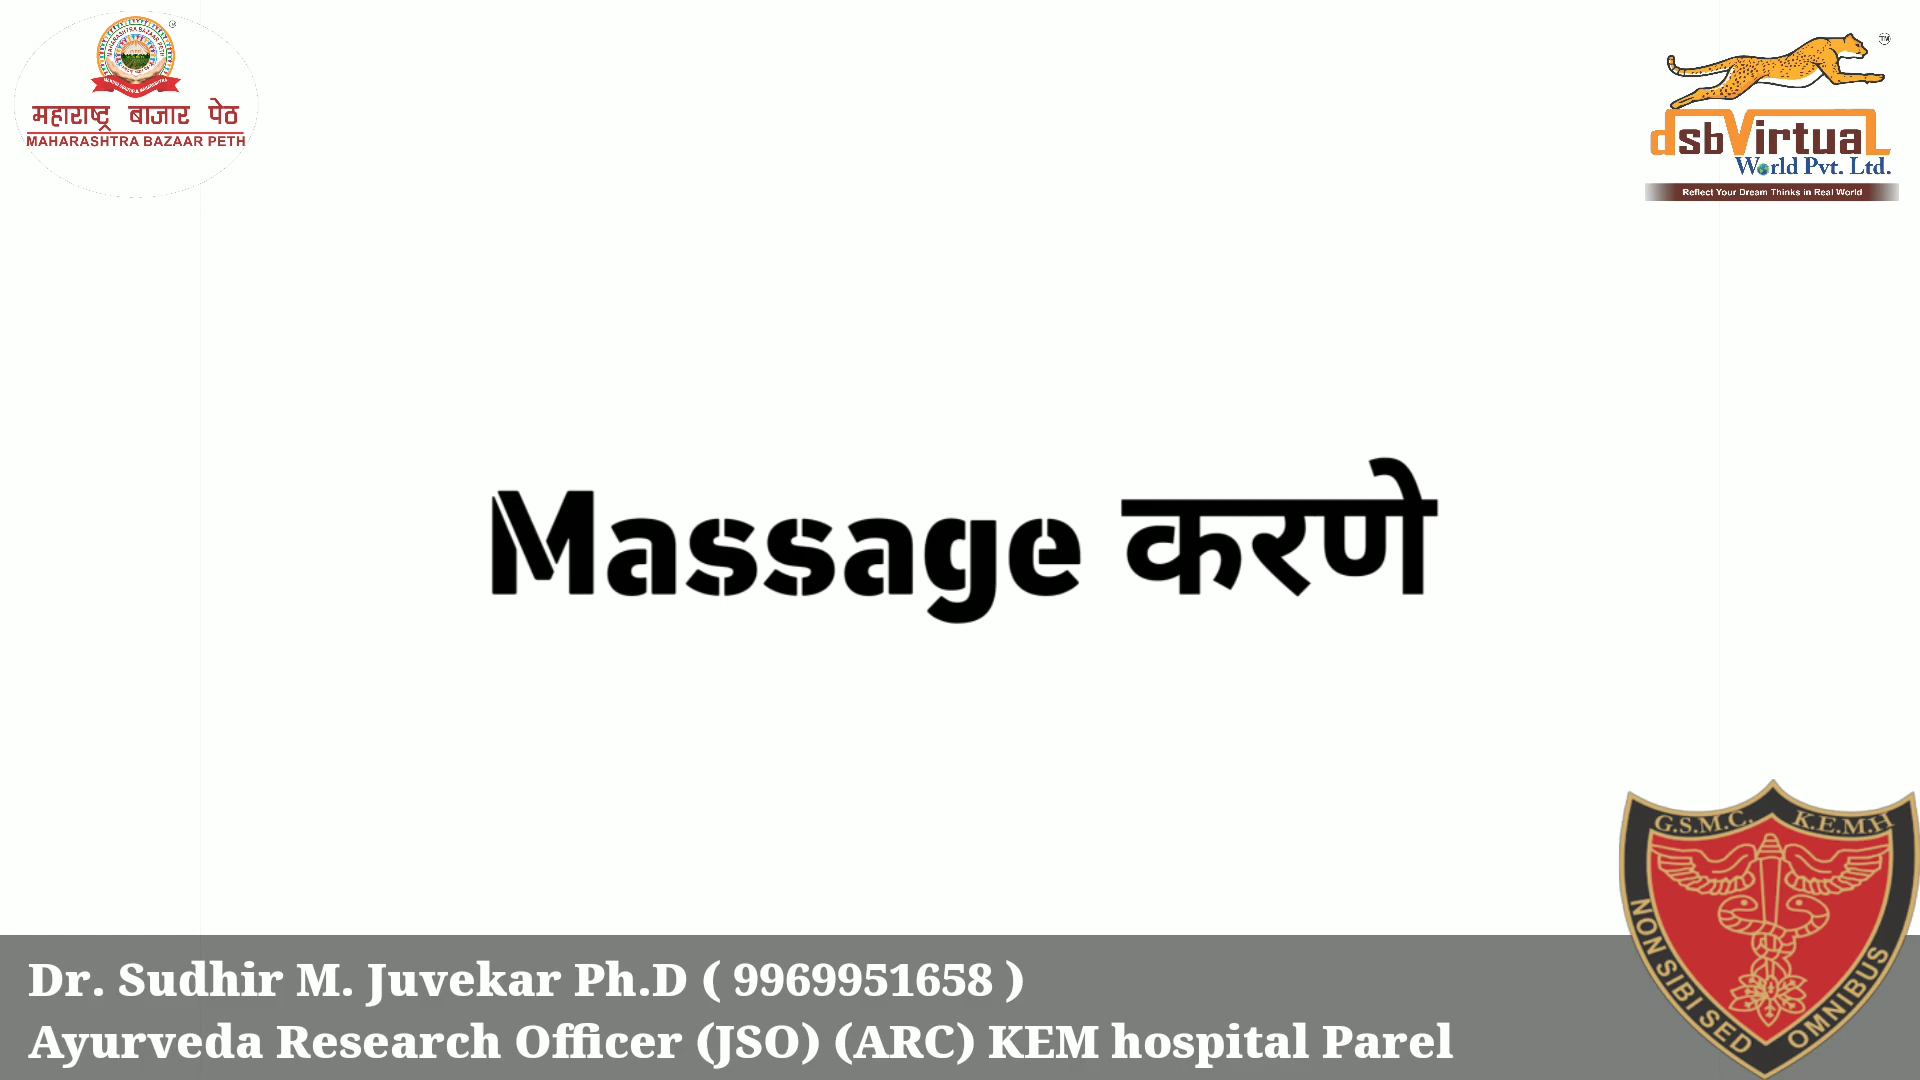 महाराष्ट्र बाजार पेठ
MAHARASHTRA BAZAAR PETH
TM
dsbVirtuaL
World Pvt. Ltd.
Reflect Your Dream Thinks in Real World
Massage करणे
G.S.M.C. K.E.M.H
NON SIBI SED OMNIBUS
Dr. Sudhir M. Juvekar Ph.D ( 9969951658 )
Ayurveda Research Officer (JSO) (ARC) KEM hospital Parel